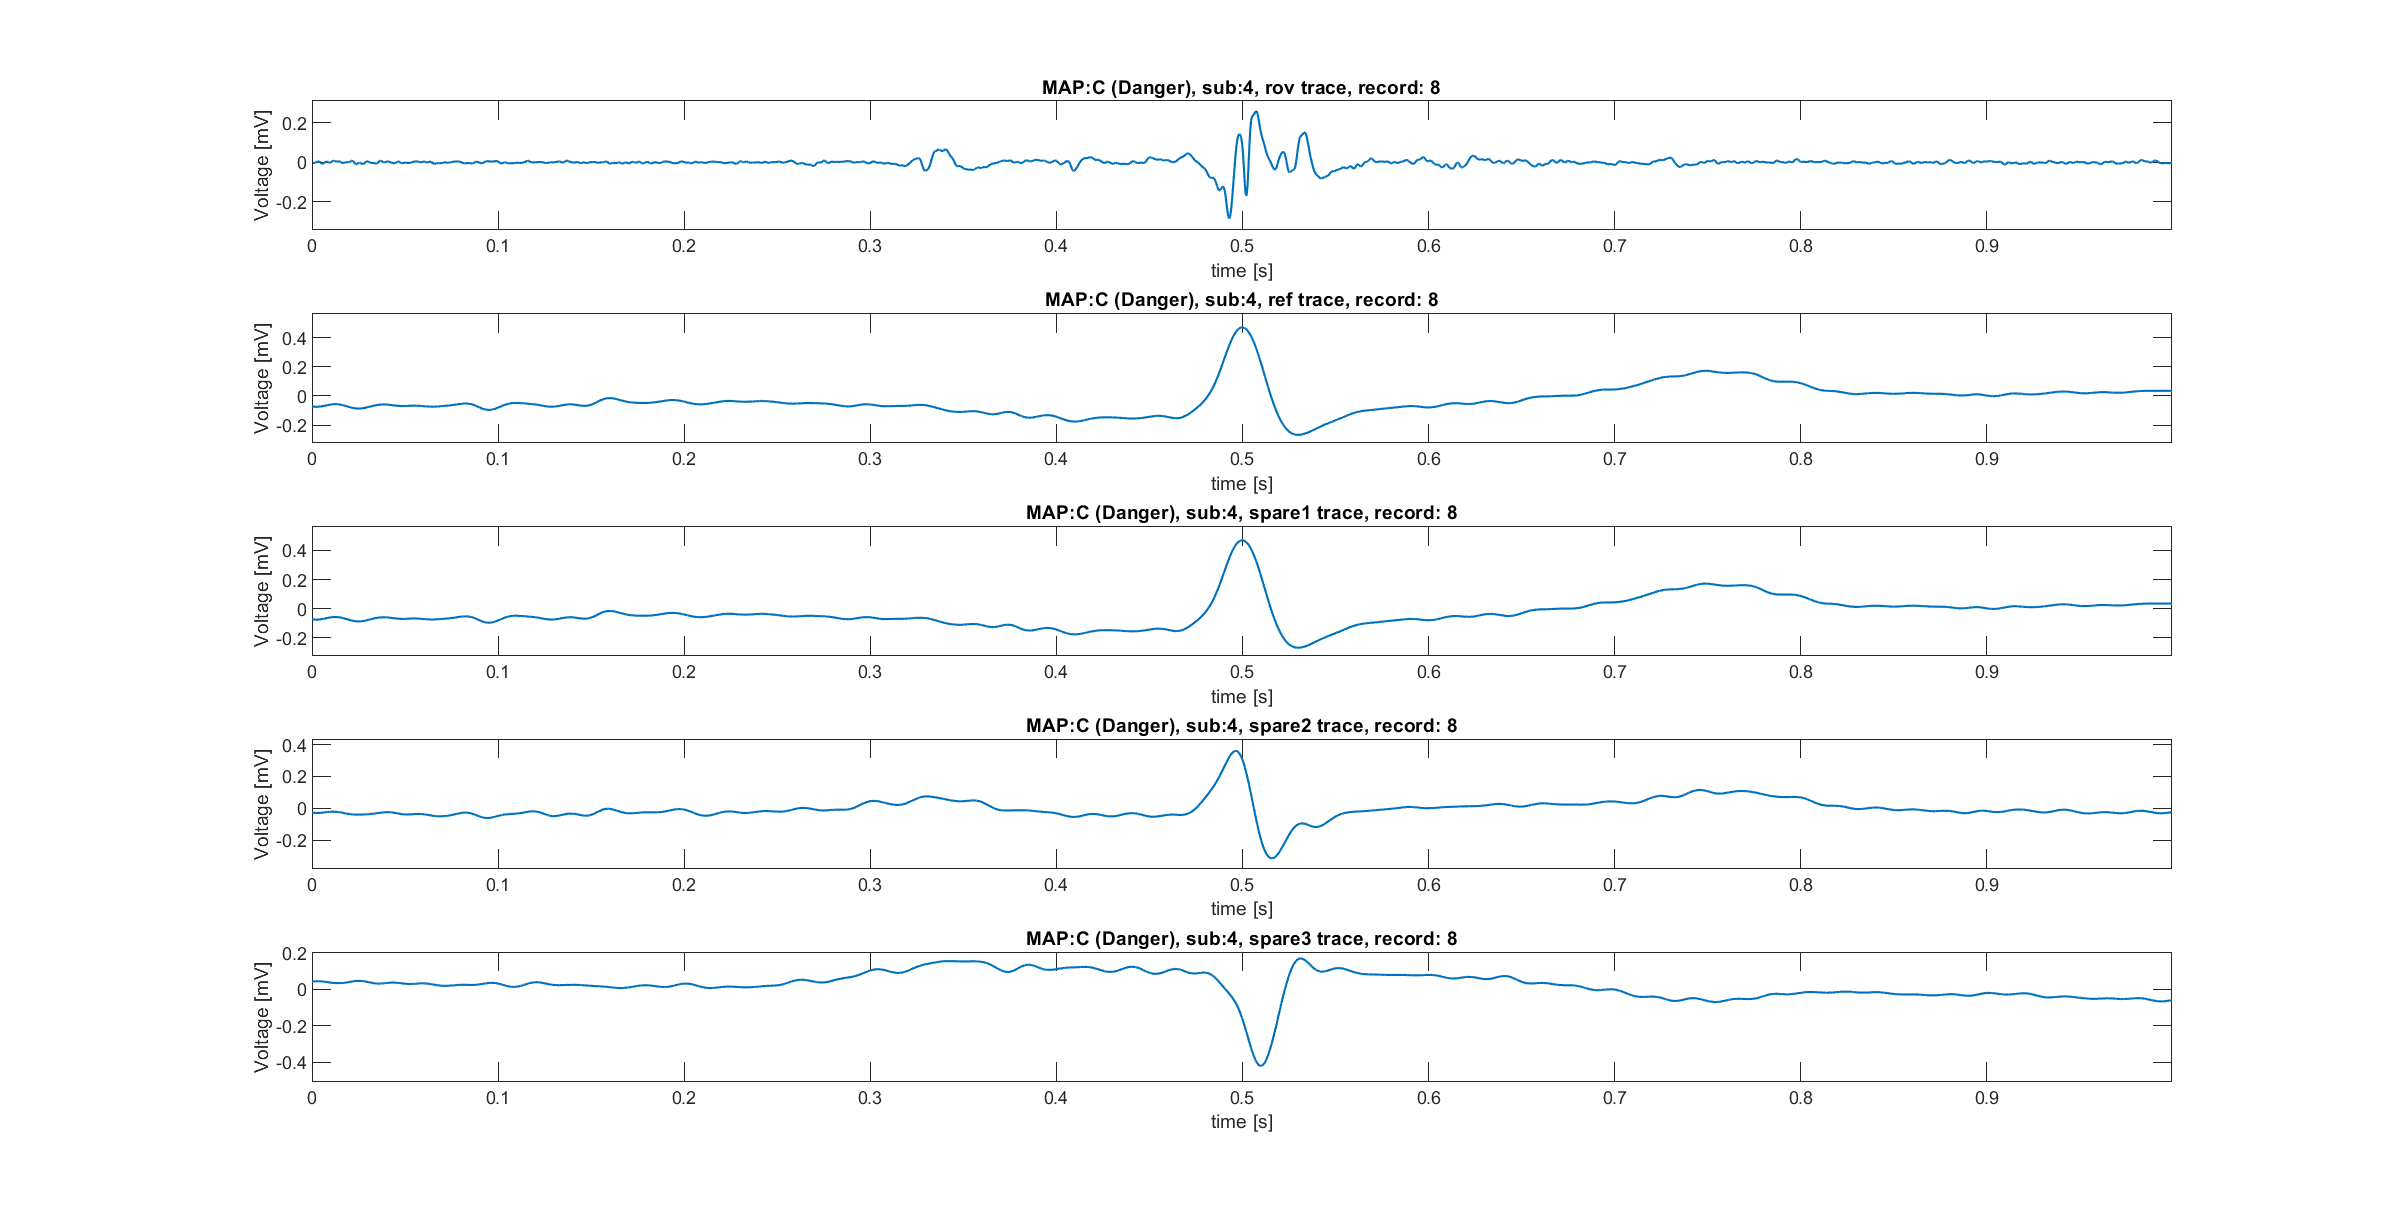 MAP:C (Danger), sub:4, rov trace, record: 8
Voltage [mV]
0.2
0
-0.2
0 0.1 0.2 0.3 0.4 0.5 0.6 0.7 0.8 0.9
time [s]
MAP:C (Danger), sub:4, ref trace, record: 8
Voltage [mV]
0.4
0.2
0
-0.2
0 0.1 0.2 0.3 0.4 0.5 0.6 0.7 0.8 0.9
time [s]
MAP:C (Danger), sub:4, spare1 trace, record: 8
Voltage [mV]
0.4
0.2
0
-0.2
0 0.1 0.2 0.3 0.4 0.5 0.6 0.7 0.8 0.9
time [s]
MAP:C (Danger), sub:4, spare2 trace, record: 8
Voltage [mV]
0.4
0.2
0
-0.2
0 0.1 0.2 0.3 0.4 0.5 0.6 0.7 0.8 0.9
time [s]
MAP:C (Danger), sub:4, spare3 trace, record: 8
Voltage [mV]
0.2
0
-0.2
-0.4
0 0.1 0.2 0.3 0.4 0.5 0.6 0.7 0.8 0.9
time [s]